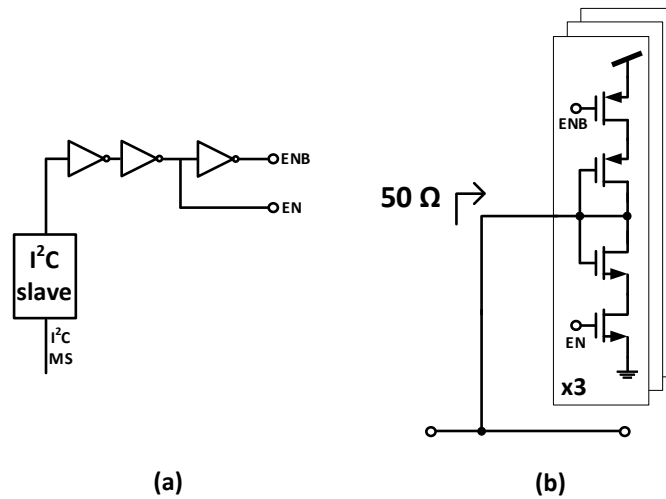 ENB
EN
I²C
slave
I²C
MS
(a)
ENB
50 Ω
EN
x3
(b)